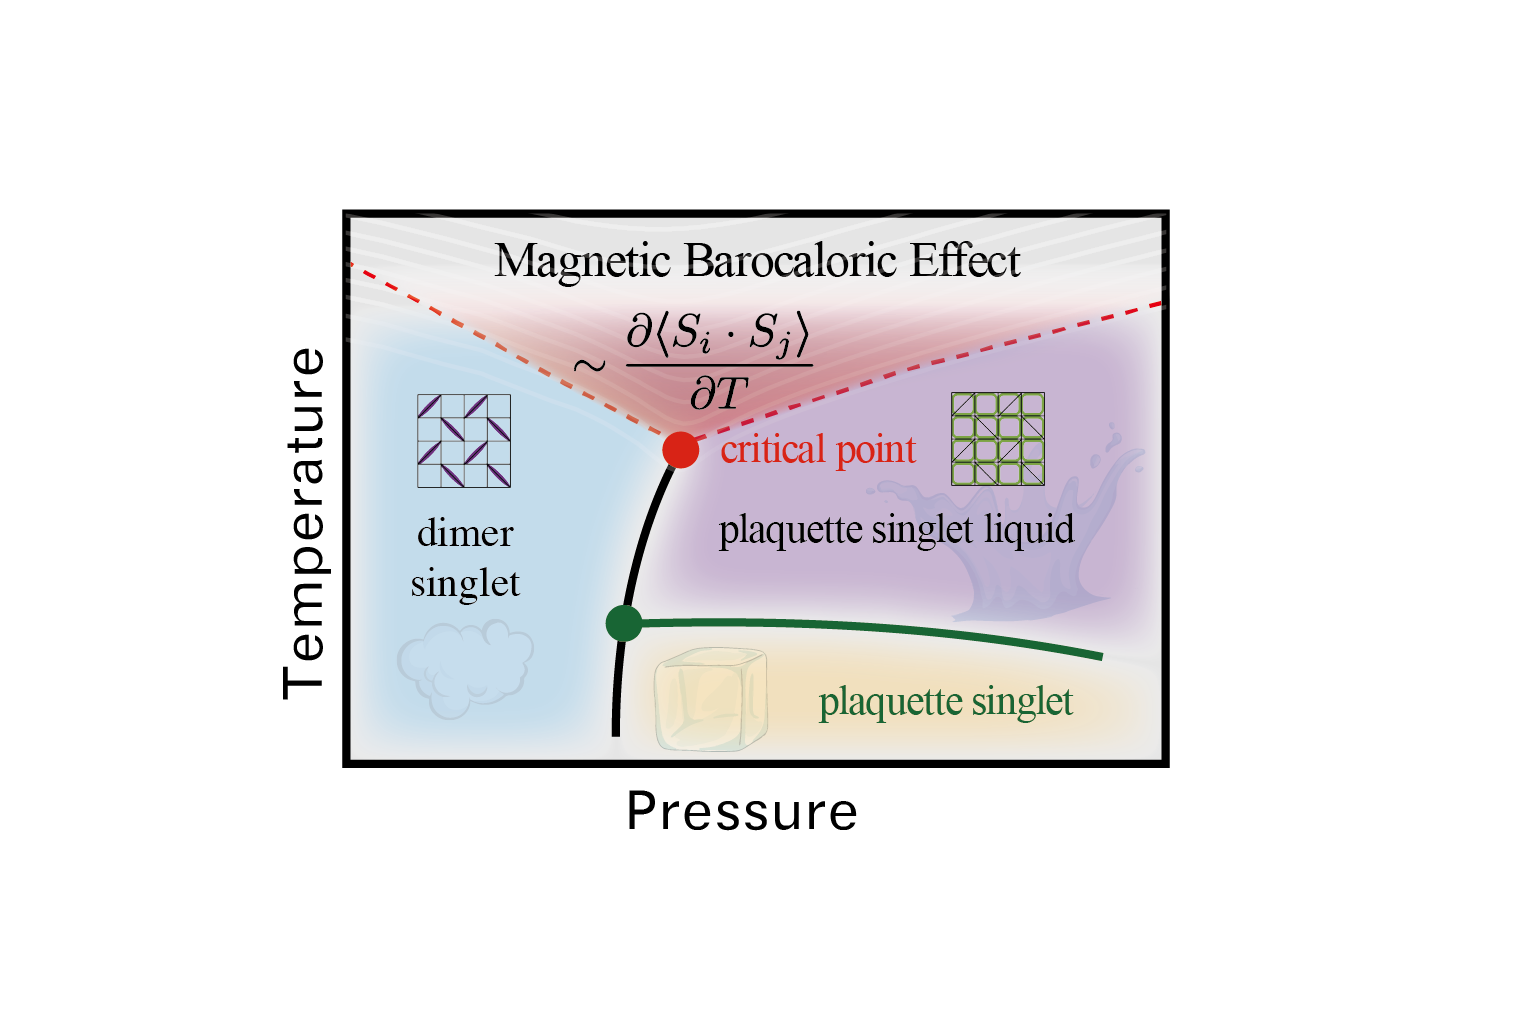 Magnetic Barocaloric Effect
∼ ∂⟨S_i · S_j⟩ / ∂T
critical point
dimer
singlet
plaquette singlet liquid
plaquette singlet
Temperature
Pressure